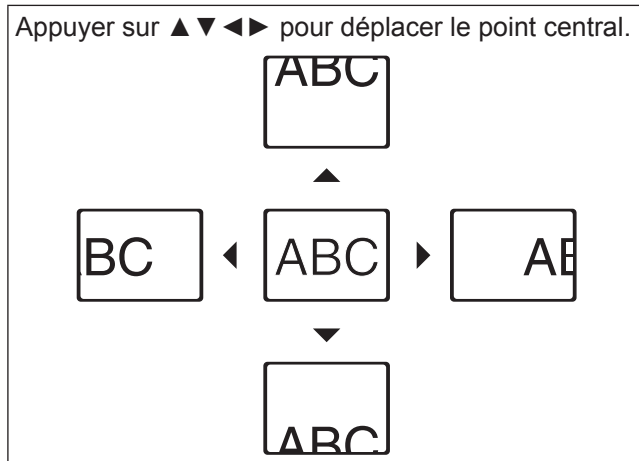 Appuyer sur ▲▼◄► pour déplacer le point central.
ABC
BC ABC AB
ABC